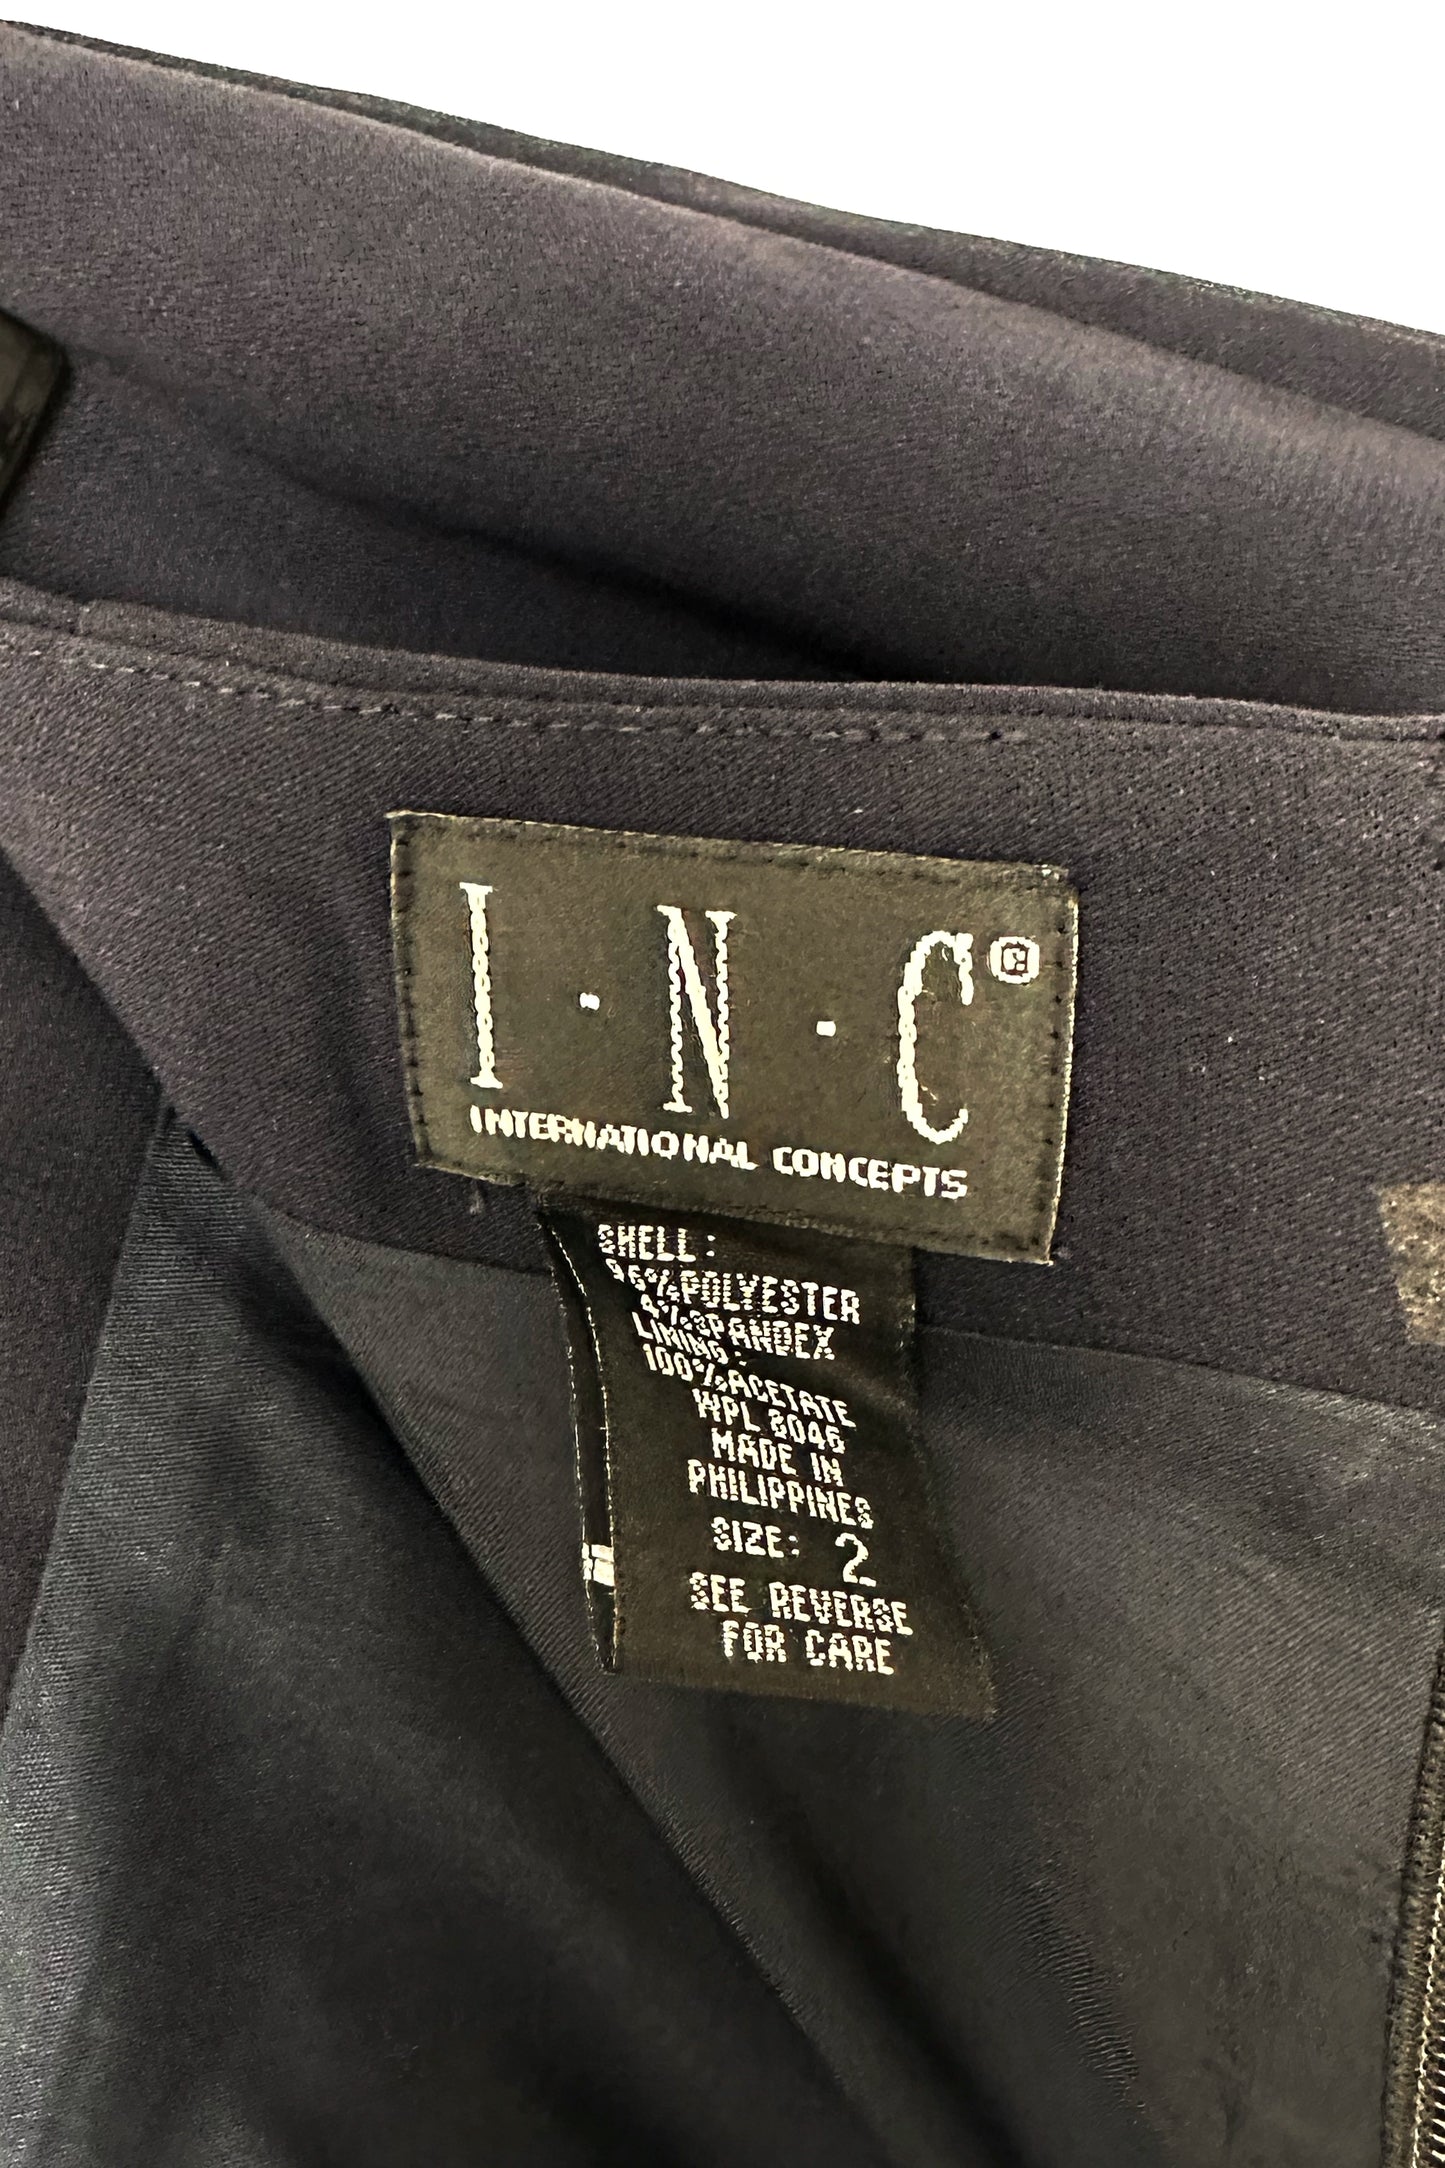 I·N·C®
INTERNATIONAL CONCEPTS
SHELL:
96%POLYESTER
4%SPANDEX
LINING:
100%ACETATE
WPL 8046
MADE IN
PHILIPPINES
SIZE: 2
SEE REVERSE
FOR CARE